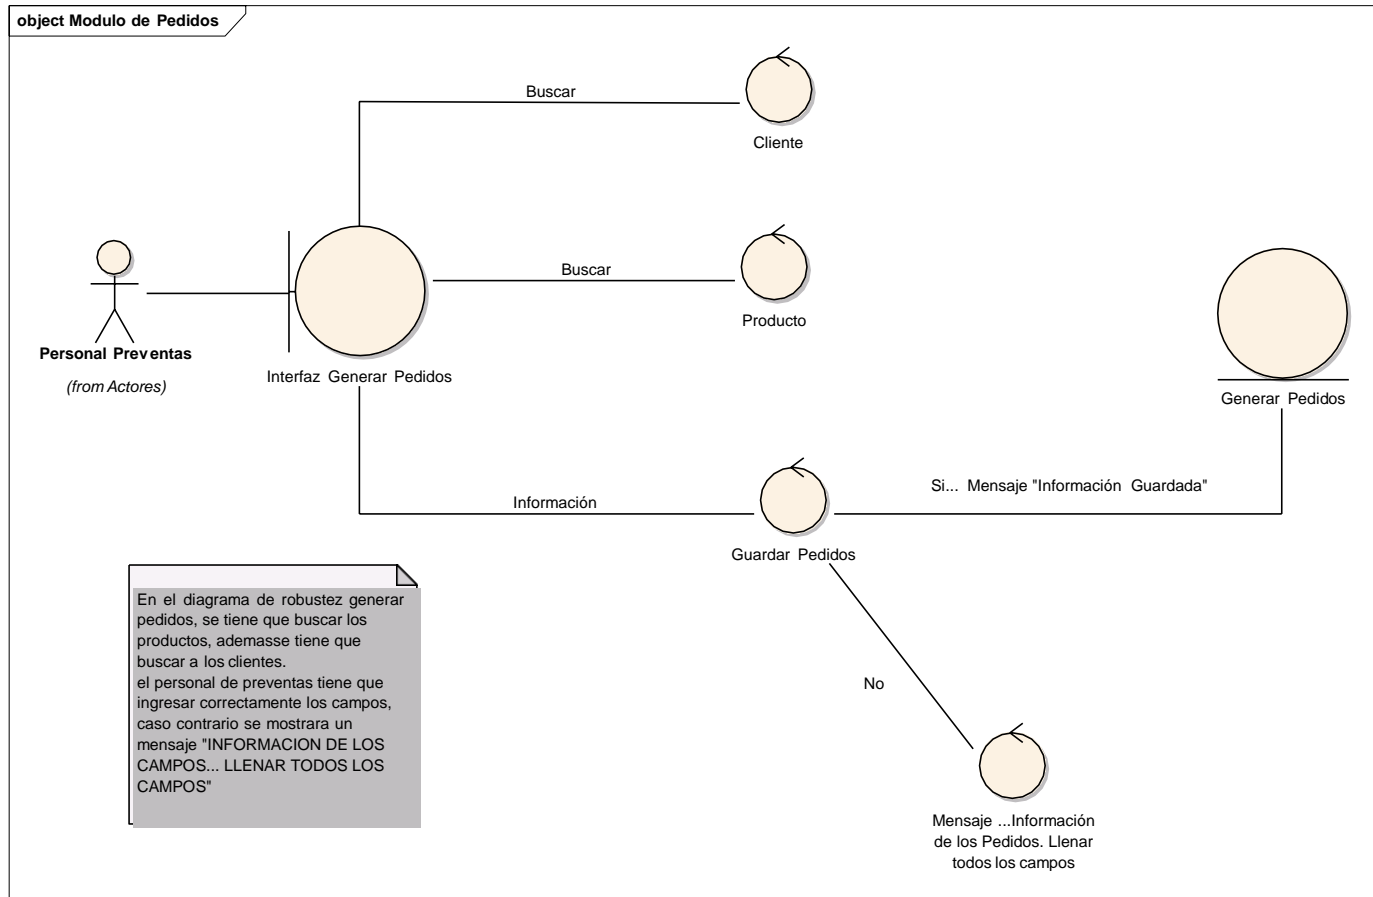 object Modulo de Pedidos
Buscar
Cliente
Buscar
Producto
Personal Preventas
(from Actores)
Interfaz Generar Pedidos
Generar Pedidos
Información
Si... Mensaje "Información Guardada"
Guardar Pedidos
En el diagrama de robustez generar
pedidos, se tiene que buscar los
productos, ademasse tiene que
buscar a los clientes.
el personal de preventas tiene que
ingresar correctamente los campos,
caso contrario se mostrara un
mensaje "INFORMACION DE LOS
CAMPOS... LLENAR TODOS LOS
CAMPOS"
No
Mensaje ...Información
de los Pedidos. Llenar
todos los campos